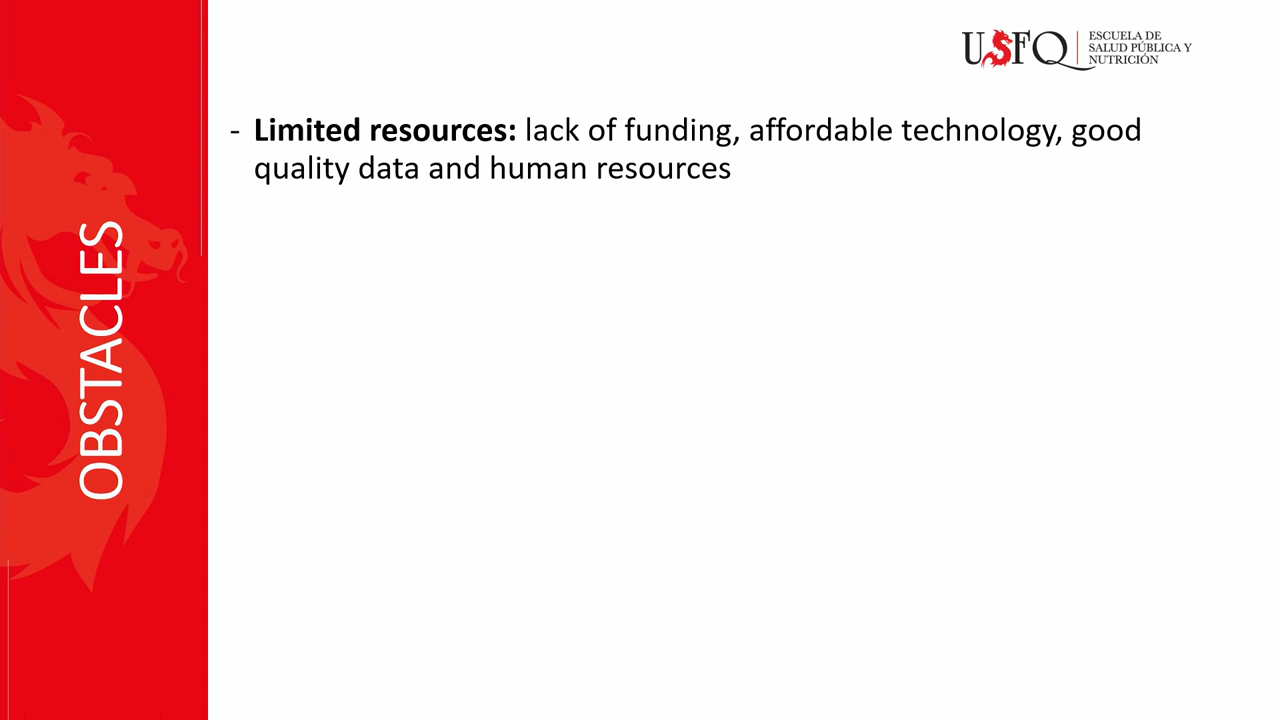 USFQ
ESCUELA DE
SALUD PÚBLICA Y
NUTRICIÓN
OBSTACLES
- Limited resources: lack of funding, affordable technology, good
quality data and human resources